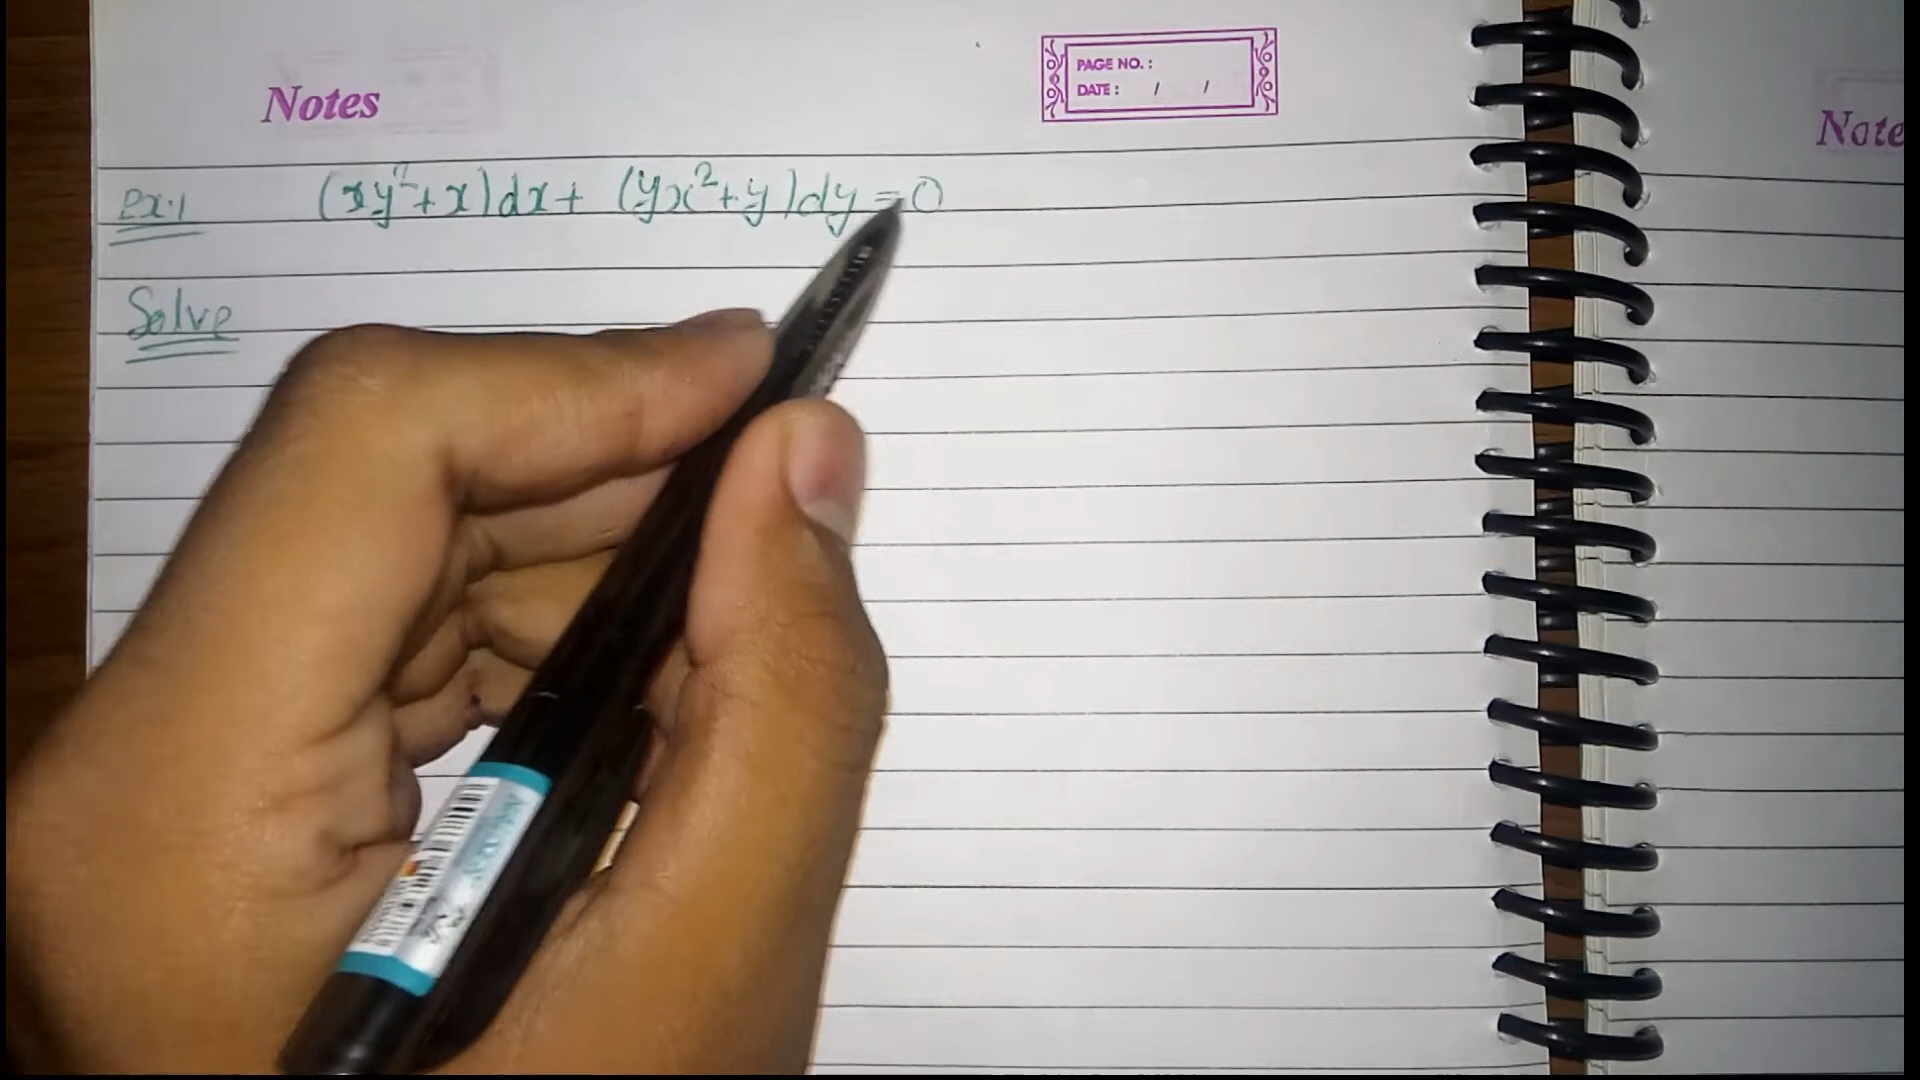 Notes
PAGE NO. :
DATE : / /
Note
Ex.1 (xy²+x)dx+ (yx²+y)dy=0
Solve